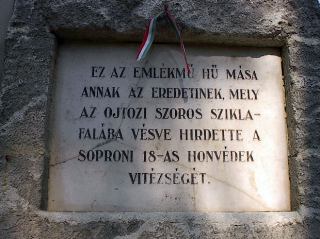 EZ AZ EMLÉKMŰ HŰ MÁSA
ANNAK AZ EREDETINEK, MELY
AZ OJTOZI SZOROS SZIKLA-
FALÁBA VÉSVE HIRDETTE A
SOPRONI 18-AS HONVÉDEK
VITÉZSÉGÉT.